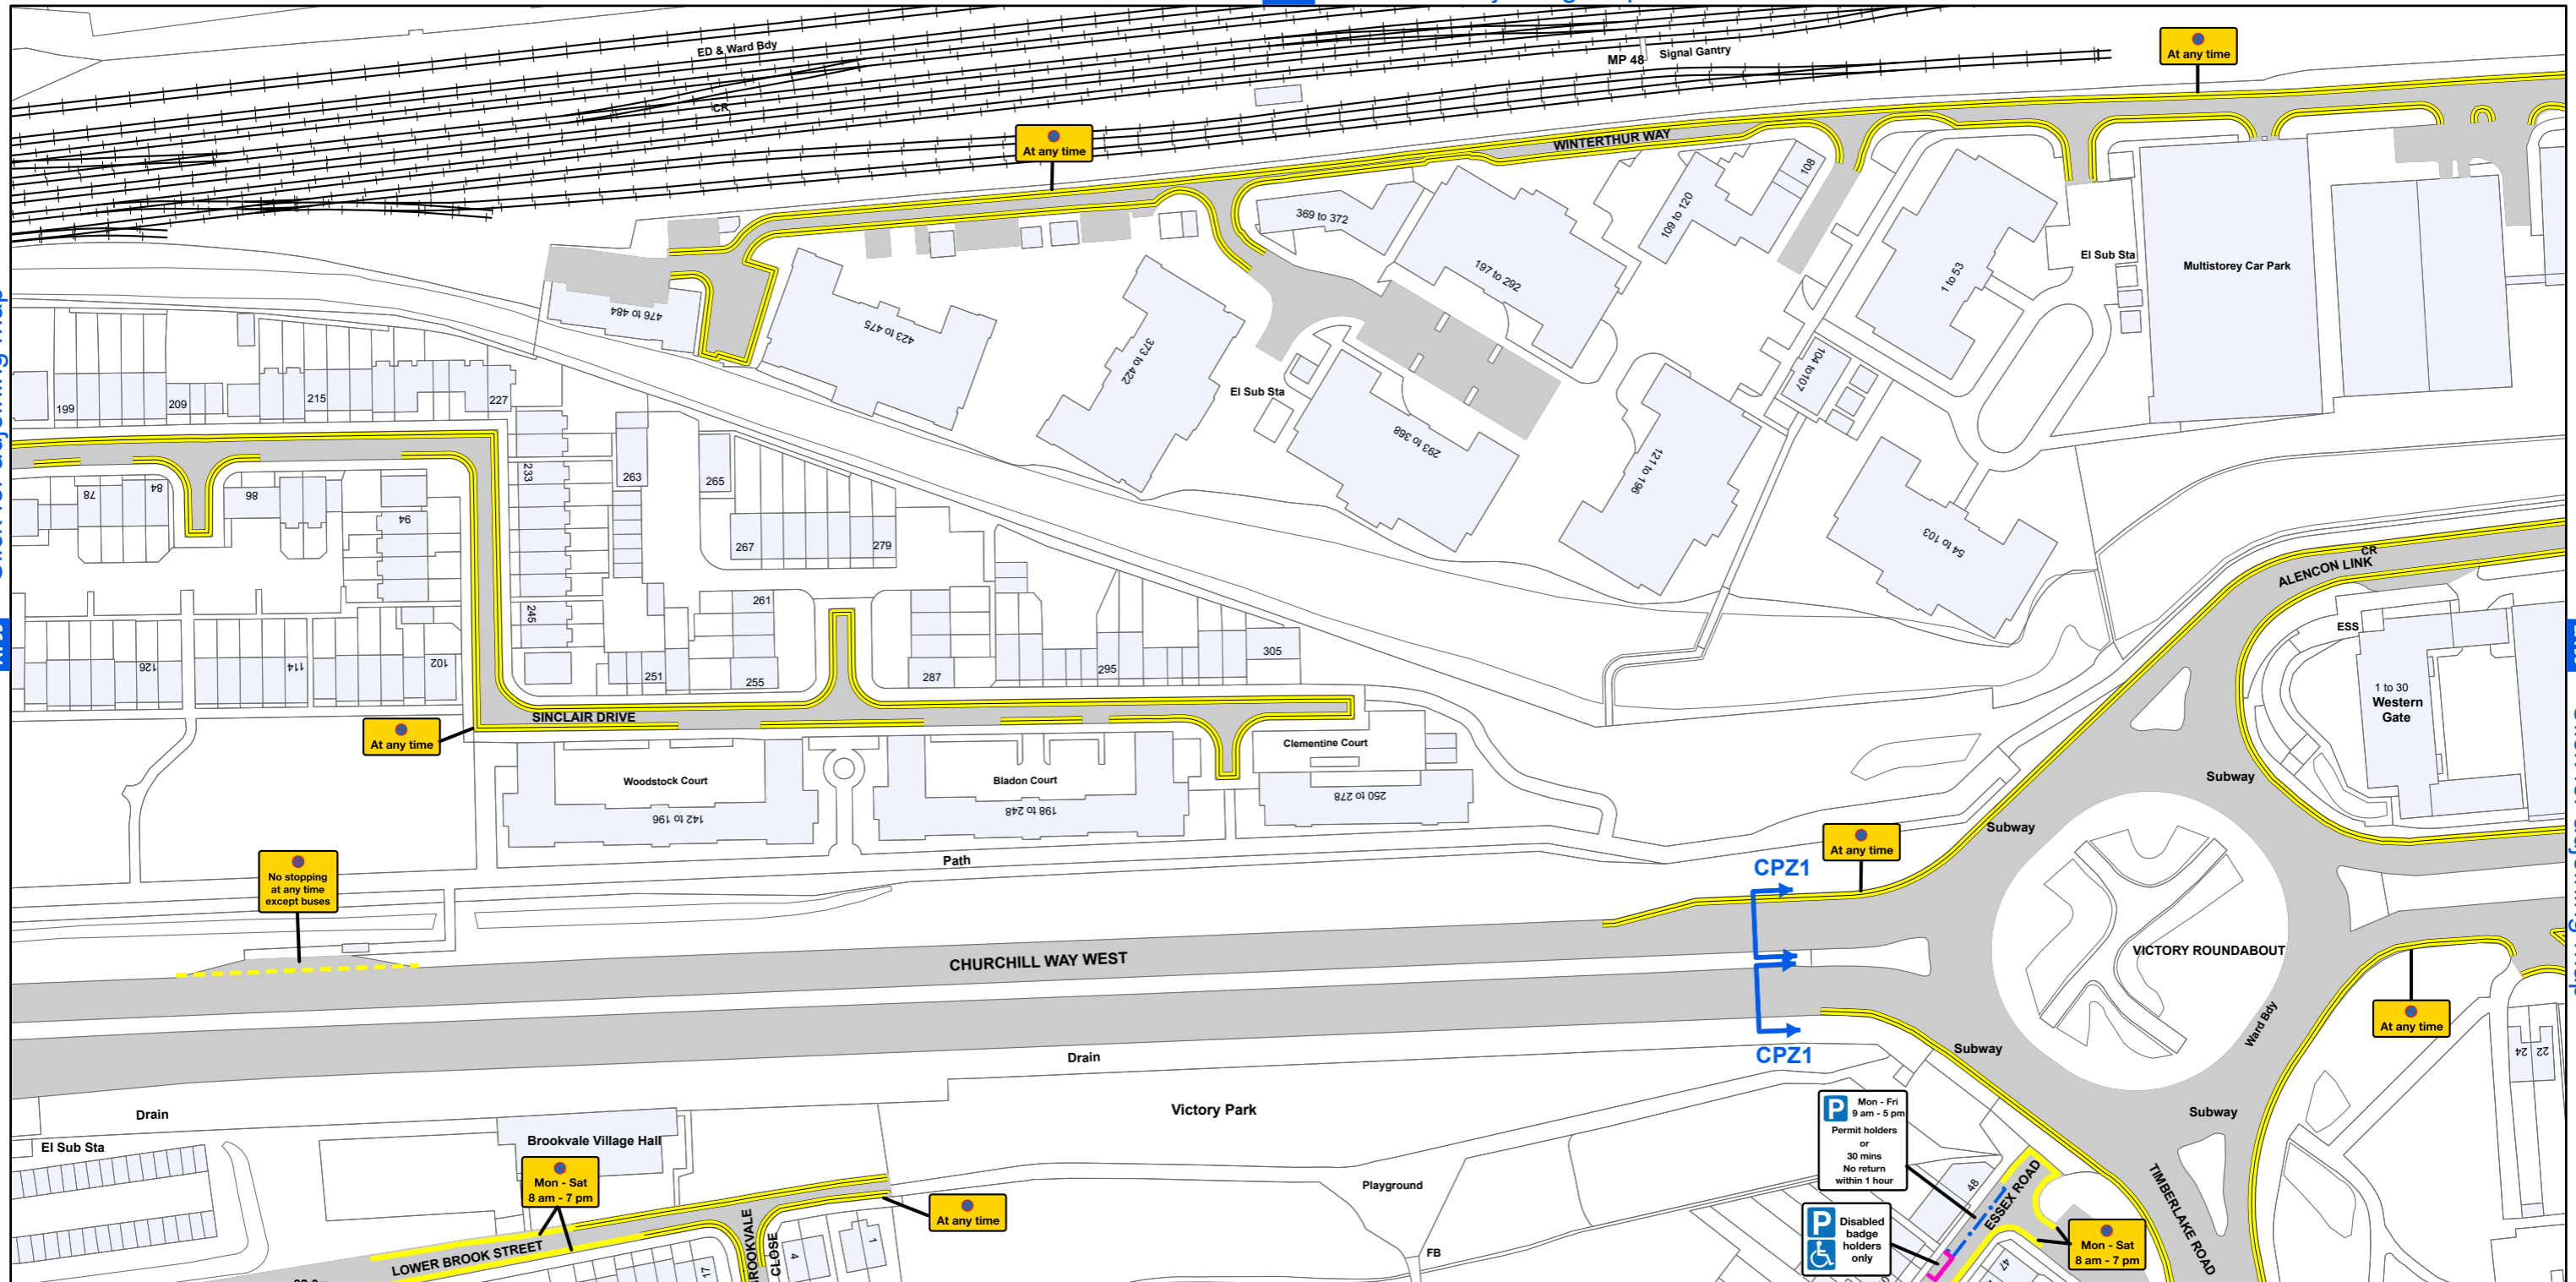 ED & Ward Bdy
MP 48
Signal Gantry
At any time
CR
At any time
WINTERTHUR WAY
108
109 to 120
369 to 372
197 to 292
1 to 53
El Sub Sta
Multistorey Car Park
476 to 484
423 to 475
373 to 422
El Sub Sta
104 to107
293 to 368
121 to 196
54 to 103
199
209
215
227
233
263
265
78
84
86
94
267
279
CR
ALENCON LINK
ESS
245
261
126
114
102
251
255
287
295
305
1 to 30
Western
Gate
SINCLAIR DRIVE
At any time
Woodstock Court
Bladon Court
Clementine Court
142 to 196
198 to 248
250 to 278
Subway
Subway
Path
At any time
CPZ1
No stopping
at any time
except buses
CHURCHILL WAY WEST
VICTORY ROUNDABOUT
Ward Bdy
At any time
CPZ1
Subway
24
22
Drain
Drain
Victory Park
Subway
El Sub Sta
Brookvale Village Hall
P Mon - Fri
9 am - 5 pm
Permit holders
or
30 mins
No return
within 1 hour
Mon - Sat
8 am - 7 pm
Playground
48
ESSEX ROAD
TIMBERLAKE ROAD
At any time
P Disabled
badge
holders
only
Mon - Sat
8 am - 7 pm
LOWER BROOK STREET
BROOKVALE
CLOSE
4
1
17
FB
47